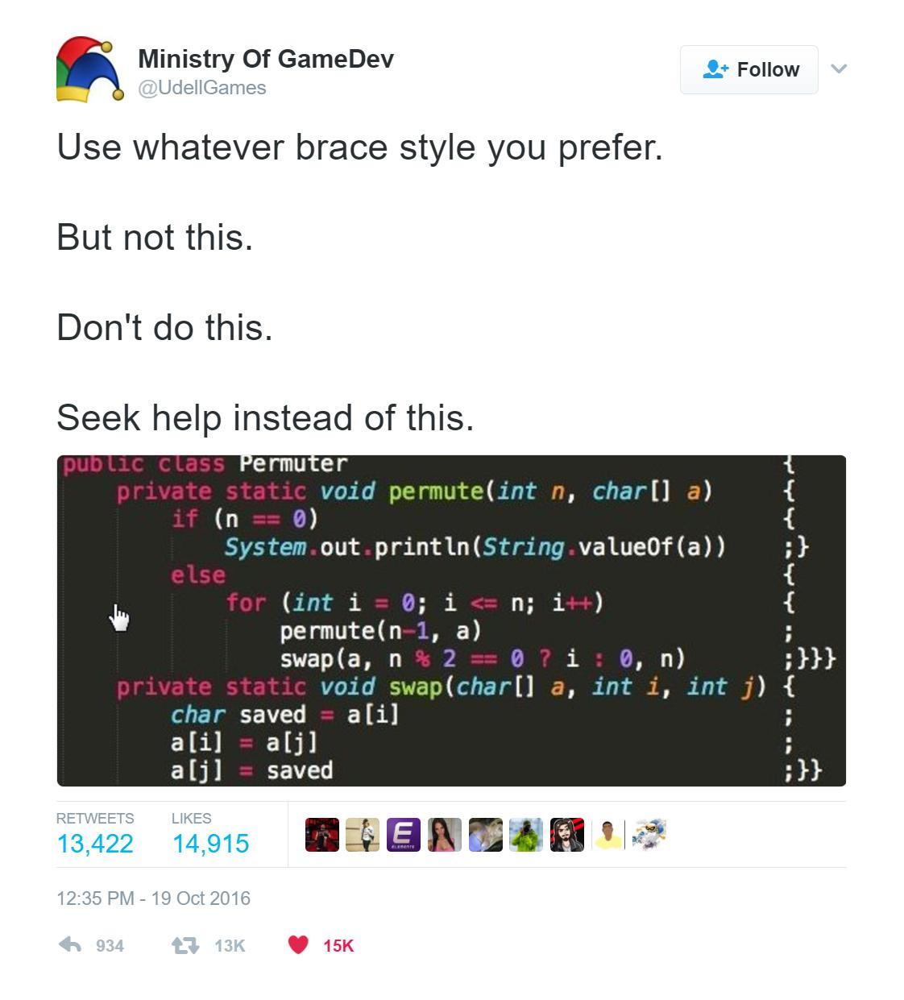 Ministry Of GameDev
@UdellGames
Follow
Use whatever brace style you prefer.
But not this.
Don't do this.
Seek help instead of this.
public class Permuter {
private static void permute(int n, char[] a) {
if (n == 0) {
System.out.println(String.valueOf(a)) ;}
else {
for (int i = 0; i <= n; i++) {
permute(n-1, a) ;
swap(a, n % 2 == 0 ? i : 0, n) ;}}}
private static void swap(char[] a, int i, int j) {
char saved = a[i] ;
a[i] = a[j] ;
a[j] = saved ;}}
RETWEETS LIKES
13,422 14,915
E
ELEMENTS
12:35 PM - 19 Oct 2016
934 13K 15K